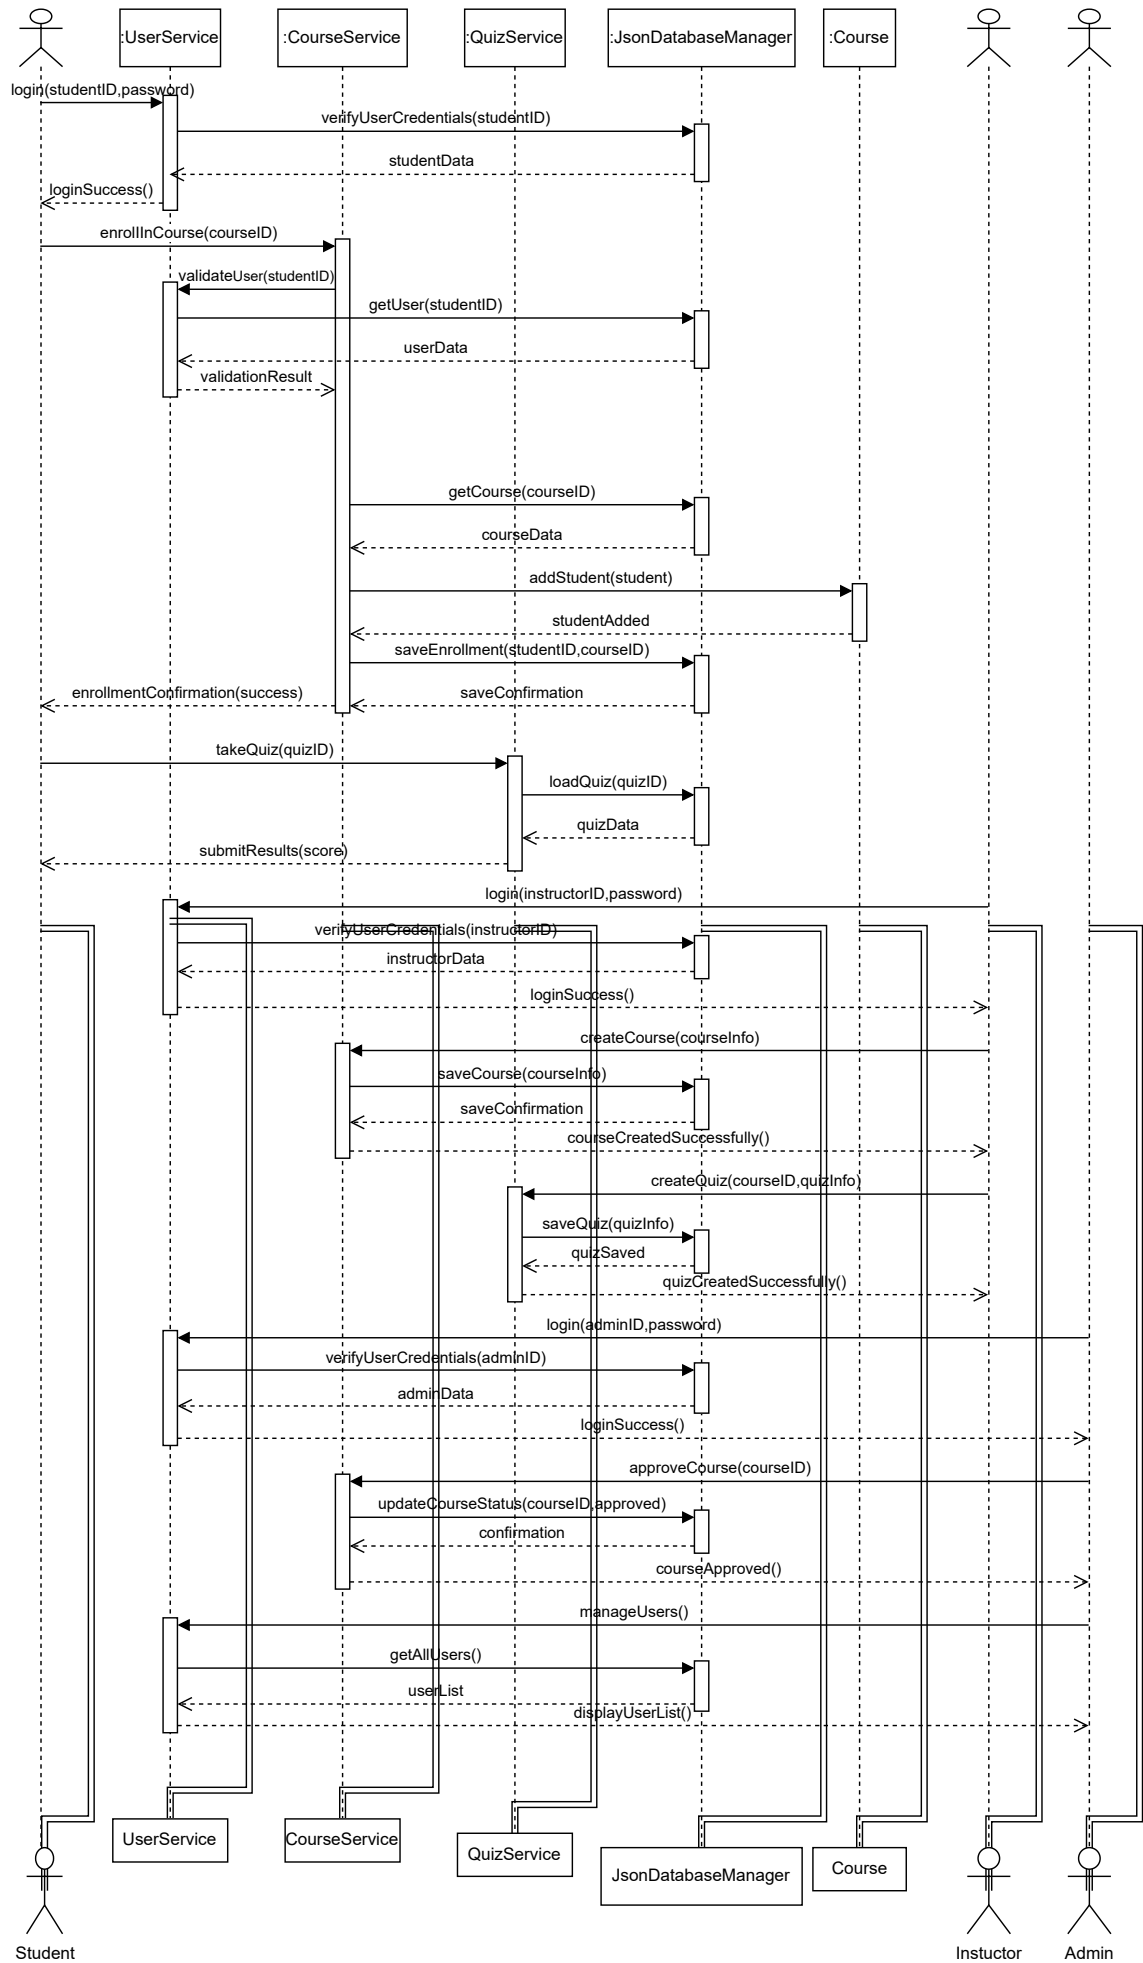 :UserService
:CourseService
:QuizService
:JsonDatabaseManager
:Course
login(studentID,password)
verifyUserCredentials(studentID)
studentData
loginSuccess()
enrollInCourse(courseID)
validateUser(studentID)
getUser(studentID)
userData
validationResult
getCourse(courseID)
courseData
addStudent(student)
studentAdded
saveEnrollment(studentID,courseID)
enrollmentConfirmation(success)
saveConfirmation
takeQuiz(quizID)
loadQuiz(quizID)
quizData
submitResults(score)
login(instructorID,password)
verifyUserCredentials(instructorID)
instructorData
loginSuccess()
createCourse(courseInfo)
saveCourse(courseInfo)
saveConfirmation
courseCreatedSuccessfully()
createQuiz(courseID,quizInfo)
saveQuiz(quizInfo)
quizSaved
quizCreatedSuccessfully()
login(adminID,password)
verifyUserCredentials(adminID)
adminData
loginSuccess()
approveCourse(courseID)
updateCourseStatus(courseID,approved)
confirmation
courseApproved()
manageUsers()
getAllUsers()
userList
displayUserList()
UserService
CourseService
QuizService
JsonDatabaseManager
Course
Student
Instuctor
Admin